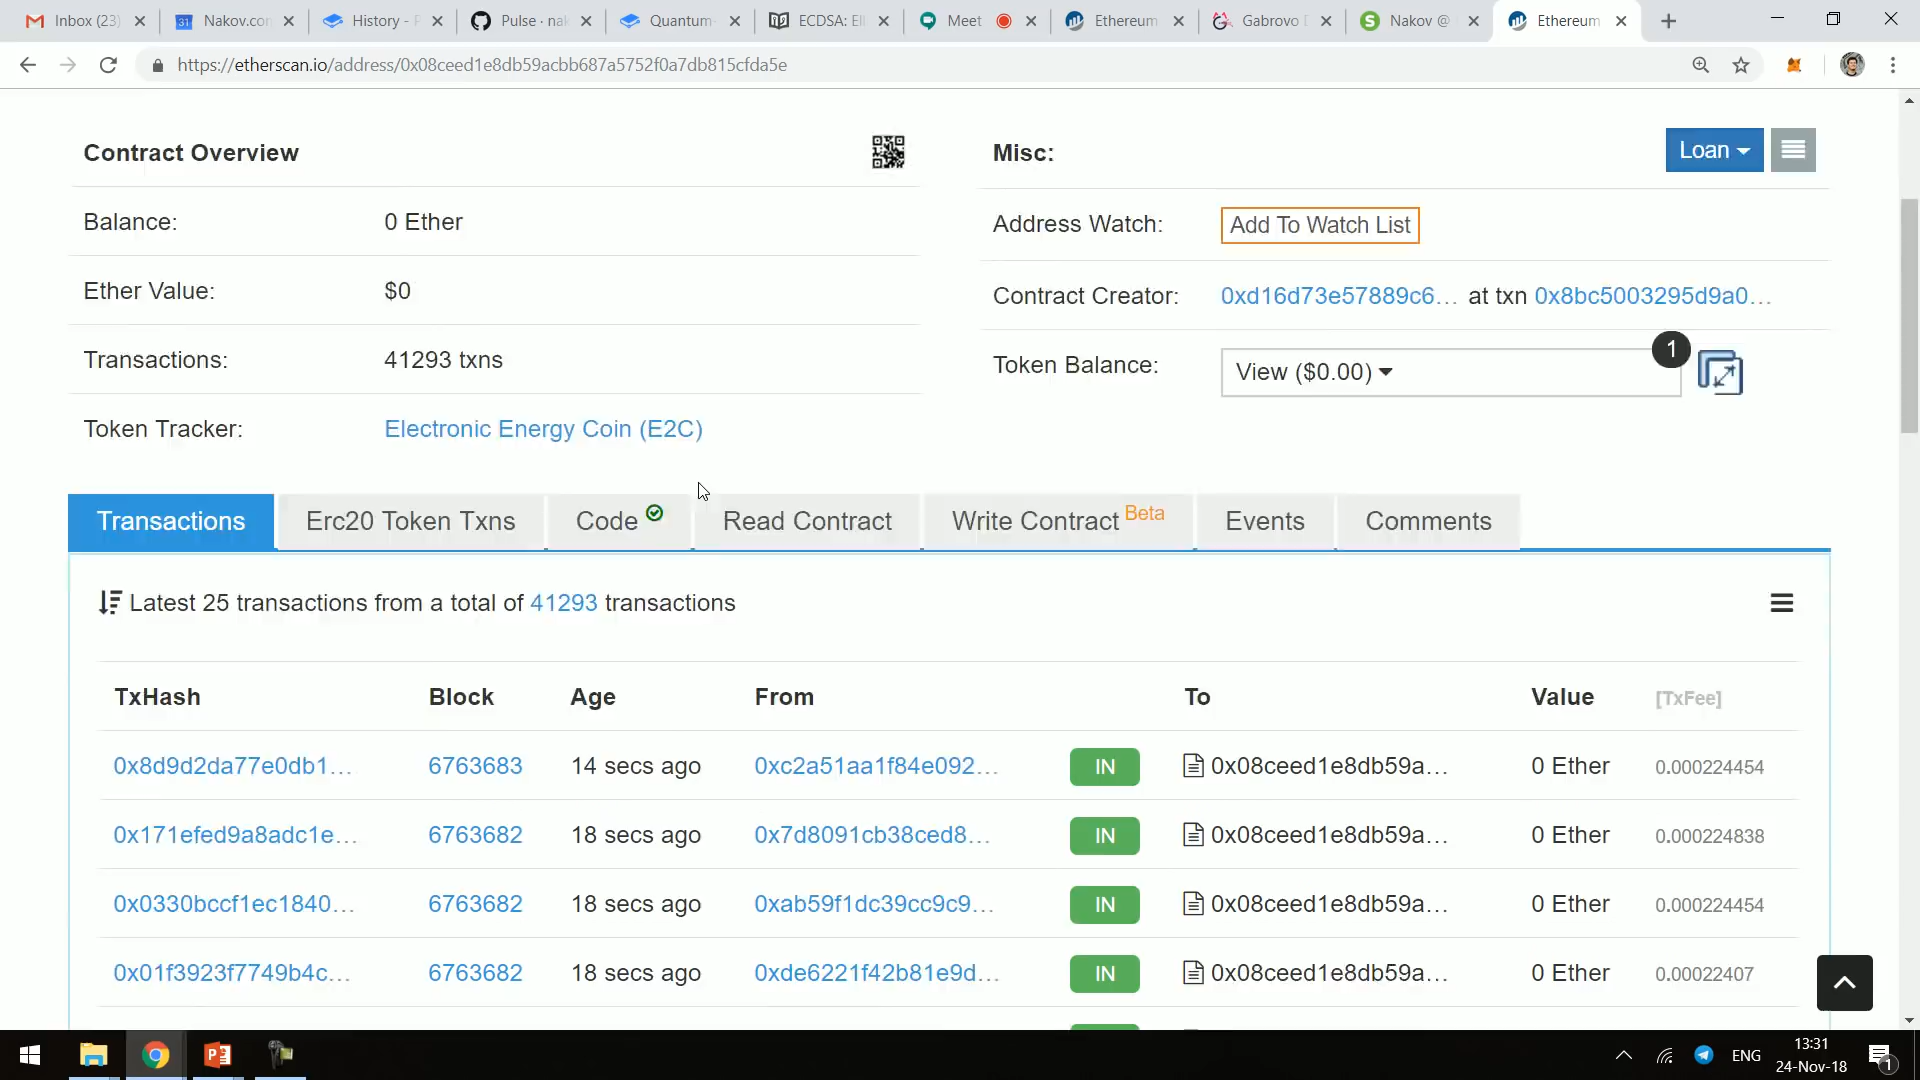 Inbox (23)
Nakov.co
History -
Pulse · na
Quantum-
ECDSA: El
Meet
Ethereum
Gabrovo
Nakov @
Ethereum
https://etherscan.io/address/0x08ceed1e8db59acbb687a5752f0a7db815cfda5e
Contract Overview
Balance: 0 Ether
Ether Value: $0
Transactions: 41293 txns
Token Tracker: Electronic Energy Coin (E2C)
Misc:
Loan
Address Watch: Add To Watch List
Contract Creator: 0xd16d73e57889c6... at txn 0x8bc5003295d9a0...
Token Balance: View ($0.00)
1
Transactions
Erc20 Token Txns
Code
Read Contract
Write Contract Beta
Events
Comments
Latest 25 transactions from a total of 41293 transactions
TxHash Block Age From To Value [TxFee]
0x8d9d2da77e0db1... 6763683 14 secs ago 0xc2a51aa1f84e092... IN 0x08ceed1e8db59a... 0 Ether 0.000224454
0x171efed9a8adc1e... 6763682 18 secs ago 0x7d8091cb38ced8... IN 0x08ceed1e8db59a... 0 Ether 0.000224838
0x0330bccf1ec1840... 6763682 18 secs ago 0xab59f1dc39cc9c9... IN 0x08ceed1e8db59a... 0 Ether 0.000224454
0x01f3923f7749b4c... 6763682 18 secs ago 0xde6221f42b81e9d... IN 0x08ceed1e8db59a... 0 Ether 0.00022407
ENG
13:31
24-Nov-18
1